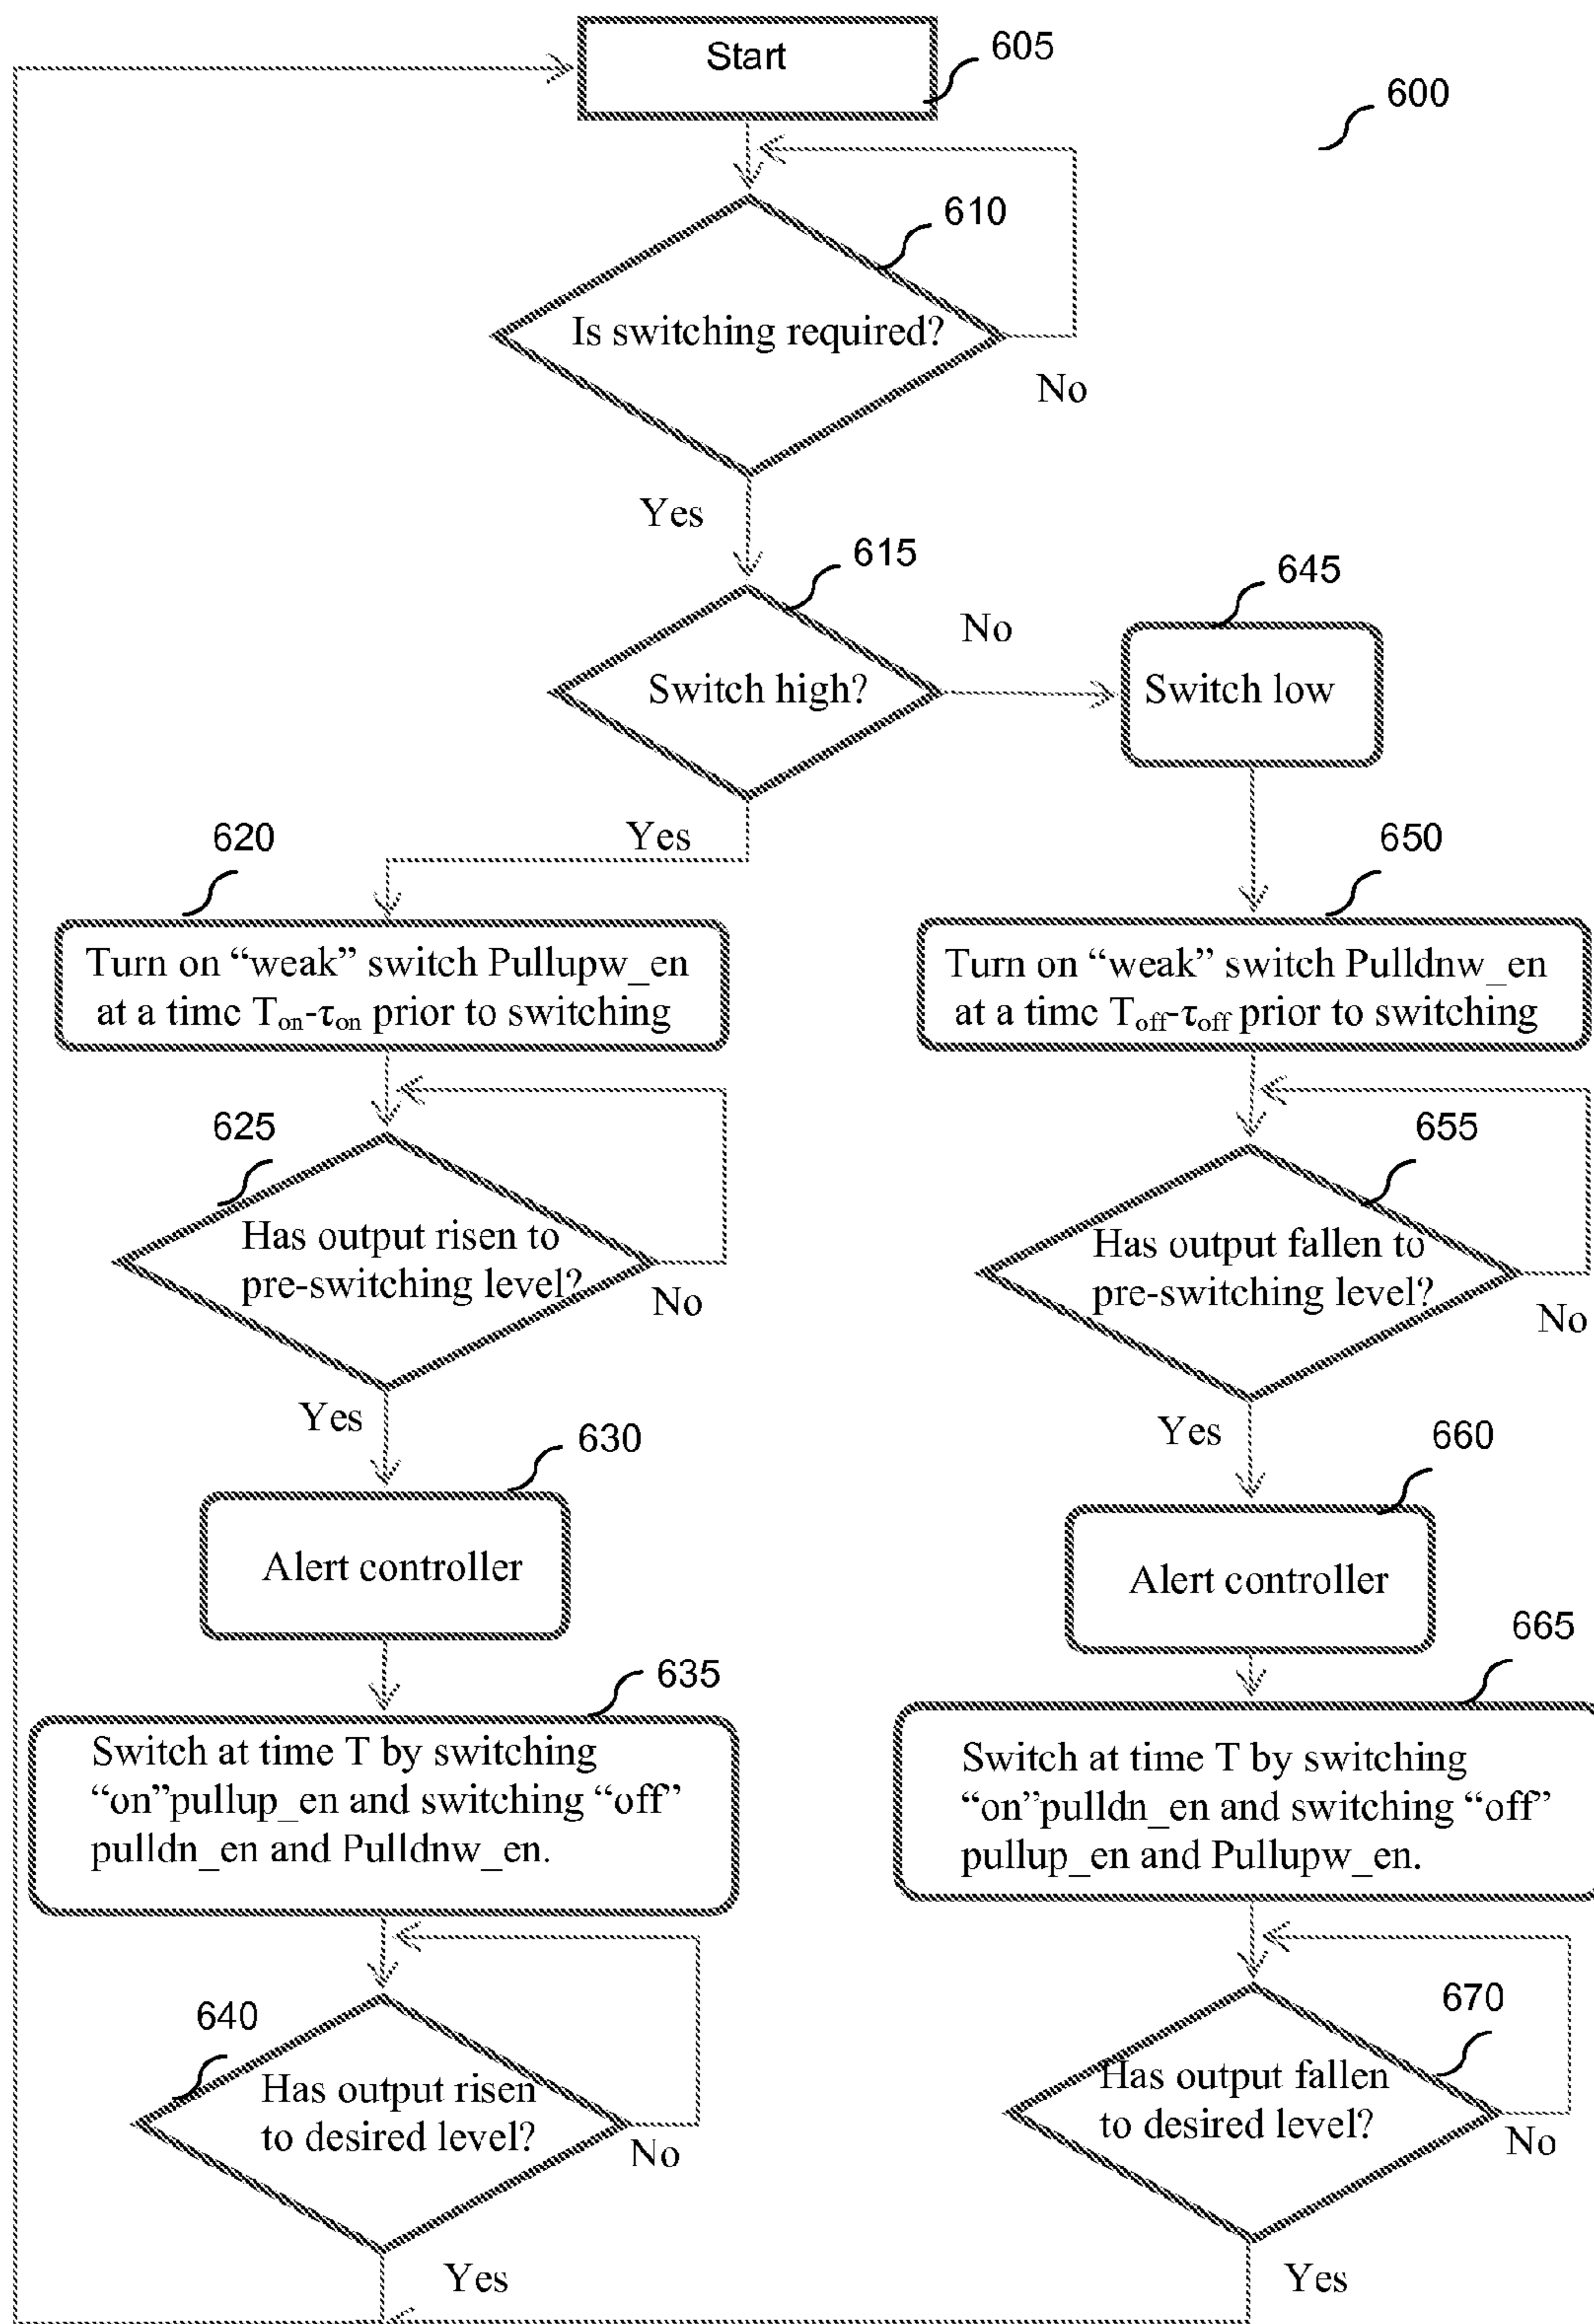 Start
605
600
610
Is switching required?
No
Yes
615
645
No
Switch high?
Switch low
Yes
620
650
Turn on “weak” switch Pullupw_en
at a time Ton-τon prior to switching
Turn on “weak” switch Pulldnw_en
at a time Toff-τoff prior to switching
625
655
Has output risen to
pre-switching level?
No
Has output fallen to
pre-switching level?
No
Yes
Yes
630
660
Alert controller
Alert controller
635
665
Switch at time T by switching
“on”pullup_en and switching “off”
pulldn_en and Pulldnw_en.
Switch at time T by switching
“on”pulldn_en and switching “off”
pullup_en and Pullupw_en.
640
670
Has output risen
to desired level?
No
Has output fallen
to desired level?
No
Yes
Yes